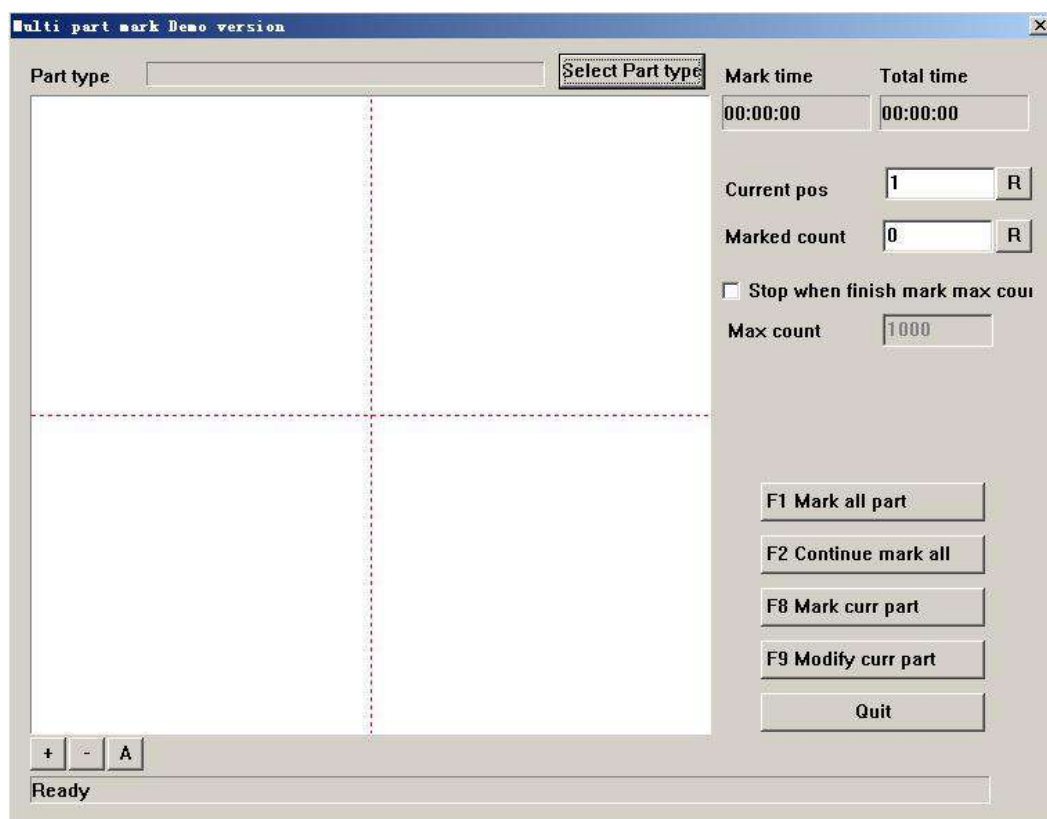 Multi part mark Demo version
Part type
Select Part type
Mark time
Total time
00:00:00
00:00:00
Current pos
1
R
Marked count
0
R
Stop when finish mark max cou
Max count
1000
F1 Mark all part
F2 Continue mark all
F8 Mark curr part
F9 Modify curr part
Quit
+
-
A
Ready